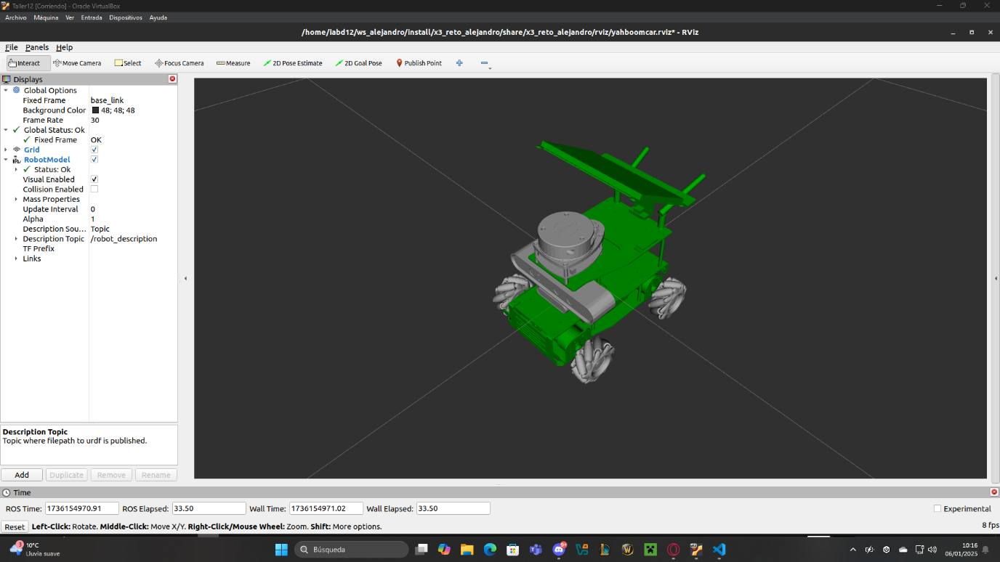 Taller12 [Corriendo] - Oracle VirtualBox
Archivo Máquina Ver Entrada Dispositivos Ayuda
/home/iabd12/ws_alejandro/install/x3_reto_alejandro/share/x3_reto_alejandro/rviz/yahboomcar.rviz* - RViz
File Panels Help
Interact Move Camera Select Focus Camera Measure 2D Pose Estimate 2D Goal Pose Publish Point
Displays
Global Options
Fixed Frame base_link
Background Color 48; 48; 48
Frame Rate 30
Global Status: Ok
Fixed Frame OK
Grid
RobotModel
Status: Ok
Visual Enabled
Collision Enabled
Mass Properties
Update Interval 0
Alpha 1
Description Sou... Topic
Description Topic /robot_description
TF Prefix
Links
Description Topic
Topic where filepath to urdf is published.
Add Duplicate Remove Rename
Time
ROS Time: 1736154970.91 ROS Elapsed: 33.50 Wall Time: 1736154971.02 Wall Elapsed: 33.50 Experimental
Reset Left-Click: Rotate. Middle-Click: Move X/Y. Right-Click/Mouse Wheel: Zoom. Shift: More options. 8 fps
3 10°C
Lluvia suave
Búsqueda
9+
10:16
06/01/2025